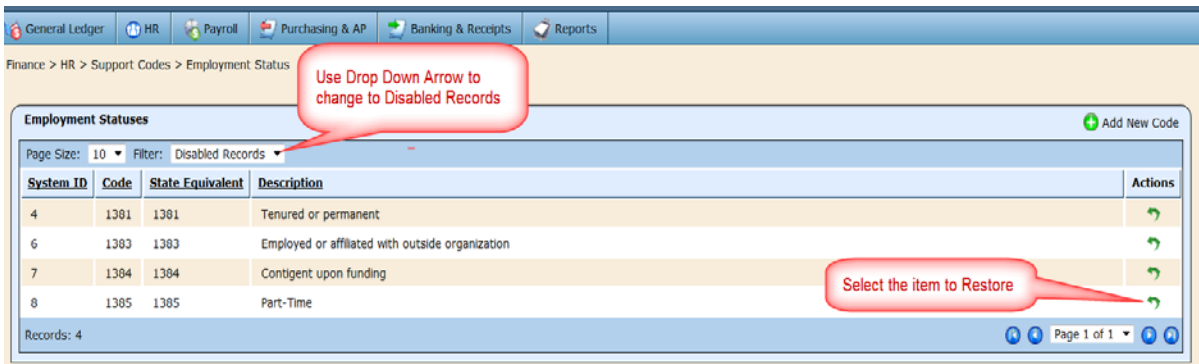 General Ledger HR Payroll Purchasing & AP Banking & Receipts Reports
Finance > HR > Support Codes > Employment Status
Use Drop Down Arrow to
change to Disabled Records
Employment Statuses Add New Code
Page Size: 10 Filter: Disabled Records
System ID Code State Equivalent Description Actions
4 1381 1381 Tenured or permanent
6 1383 1383 Employed or affiliated with outside organization
7 1384 1384 Contigent upon funding
Select the item to Restore
8 1385 1385 Part-Time
Records: 4 Page 1 of 1